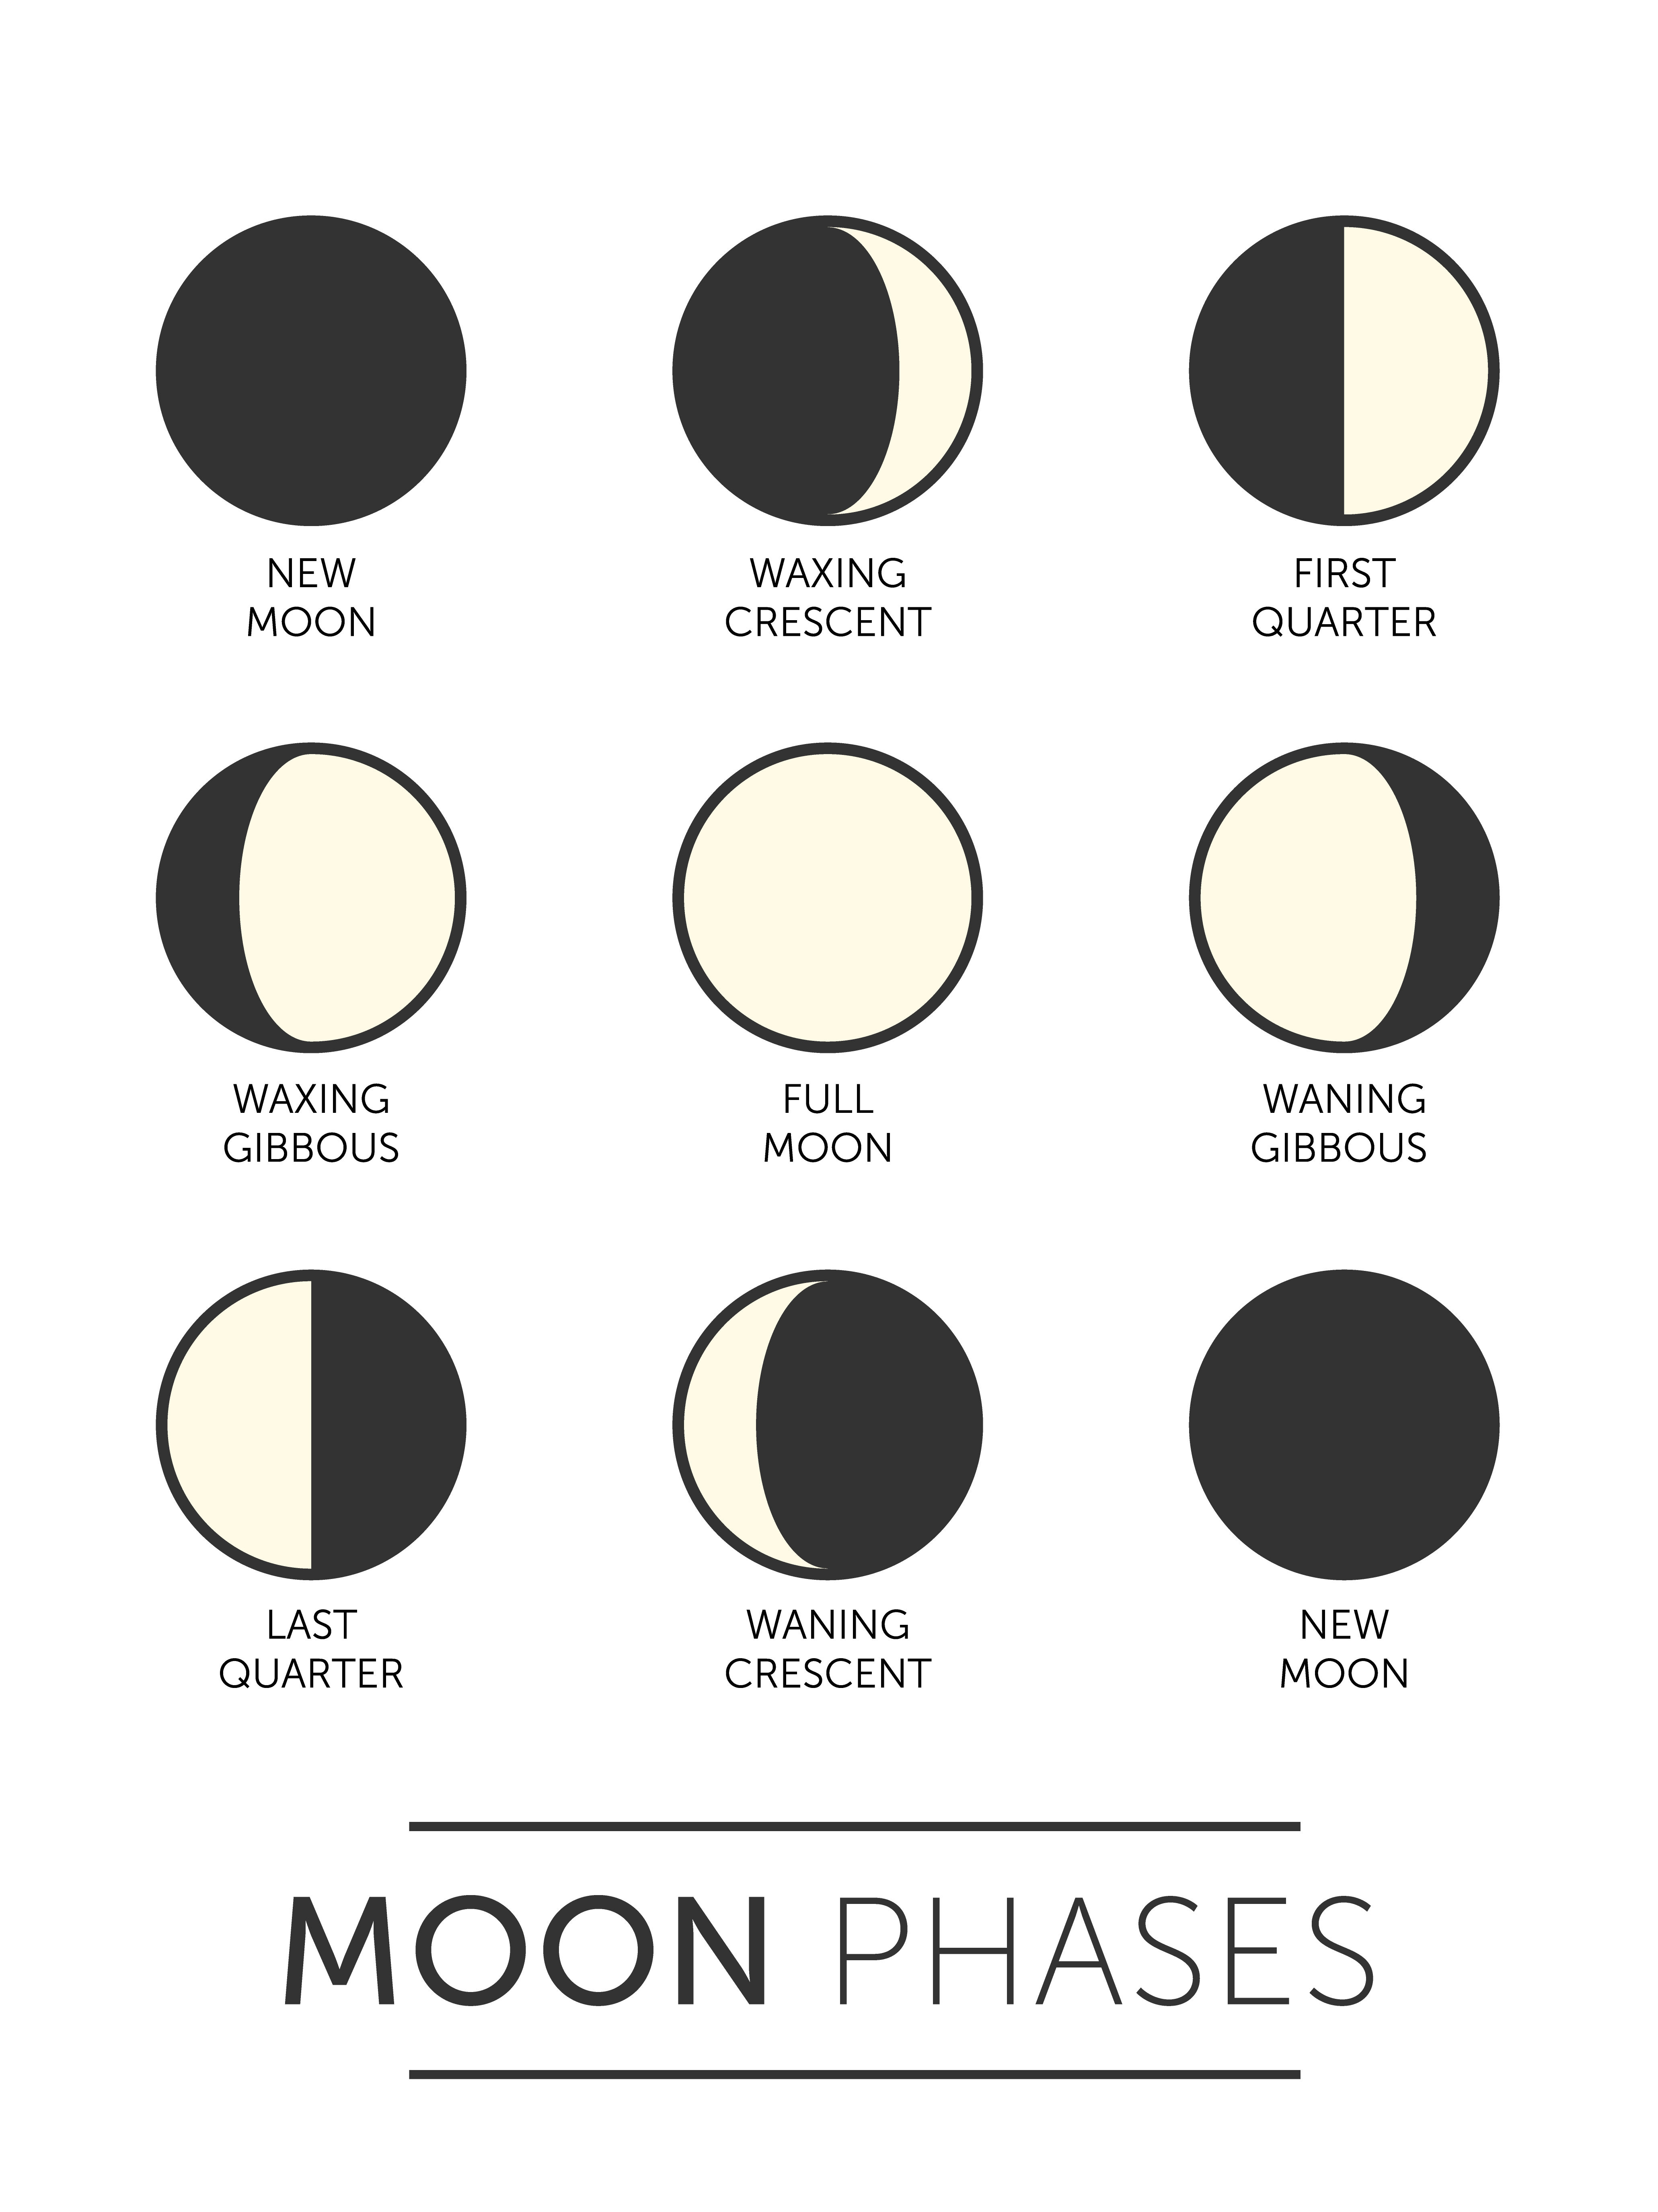 NEW
MOON
WAXING
CRESCENT
FIRST
QUARTER
WAXING
GIBBOUS
FULL
MOON
WANING
GIBBOUS
LAST
QUARTER
WANING
CRESCENT
NEW
MOON
MOON PHASES